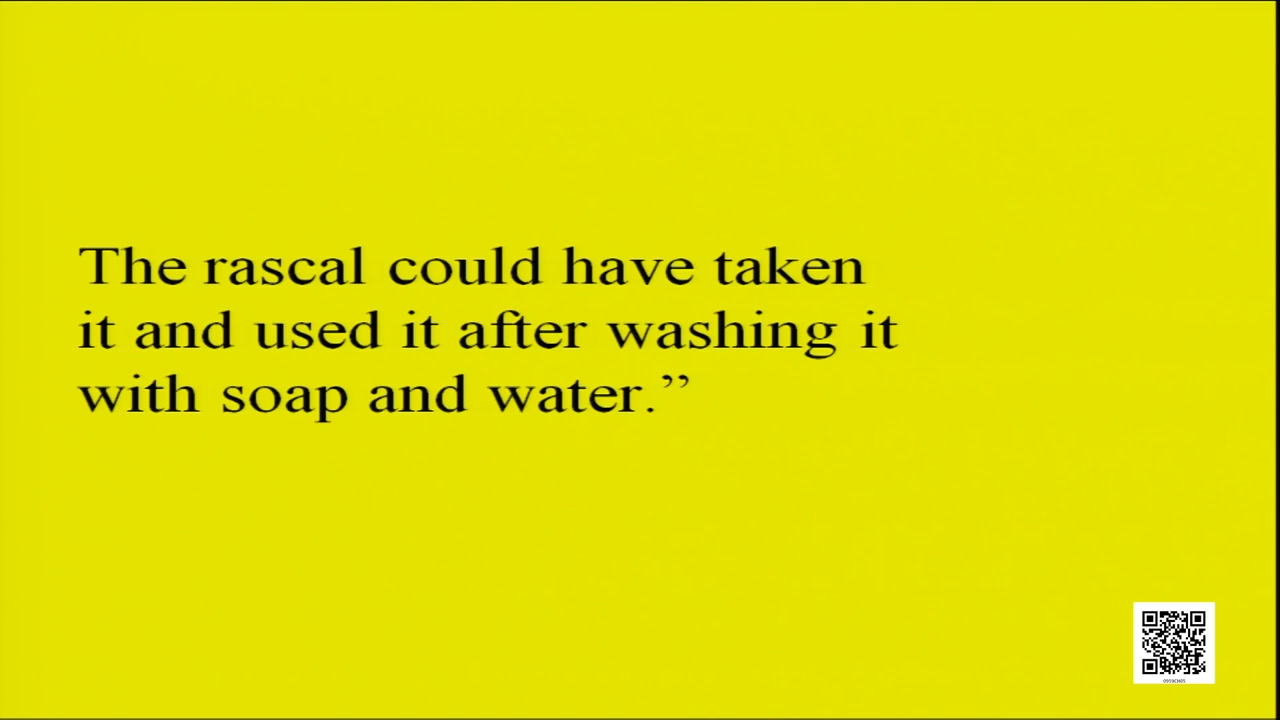 The rascal could have taken
it and used it after washing it
with soap and water.”